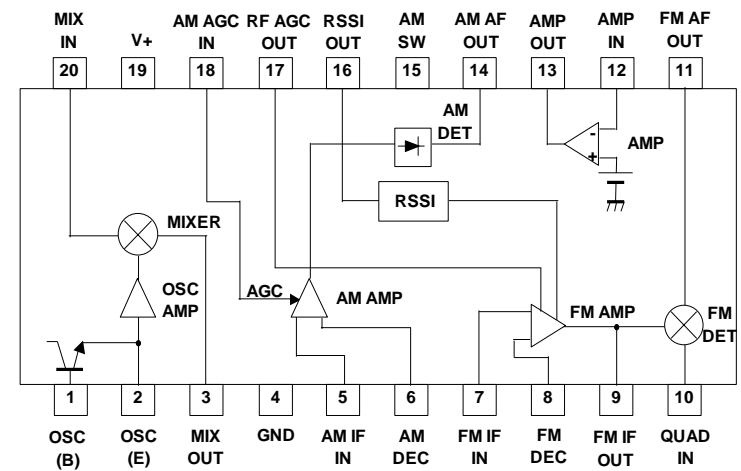 MIX IN
V+
AM AGC IN
RF AGC OUT
RSSI OUT
AM SW
AM AF OUT
AMP OUT
AMP IN
FM AF OUT
20
19
18
17
16
15
14
13
12
11
AM DET
-
+
AMP
RSSI
MIXER
OSC AMP
AGC
AM AMP
FM AMP
FM DET
1
2
3
4
5
6
7
8
9
10
OSC (B)
OSC (E)
MIX OUT
GND
AM IF IN
AM DEC
FM IF IN
FM DEC
FM IF OUT
QUAD IN